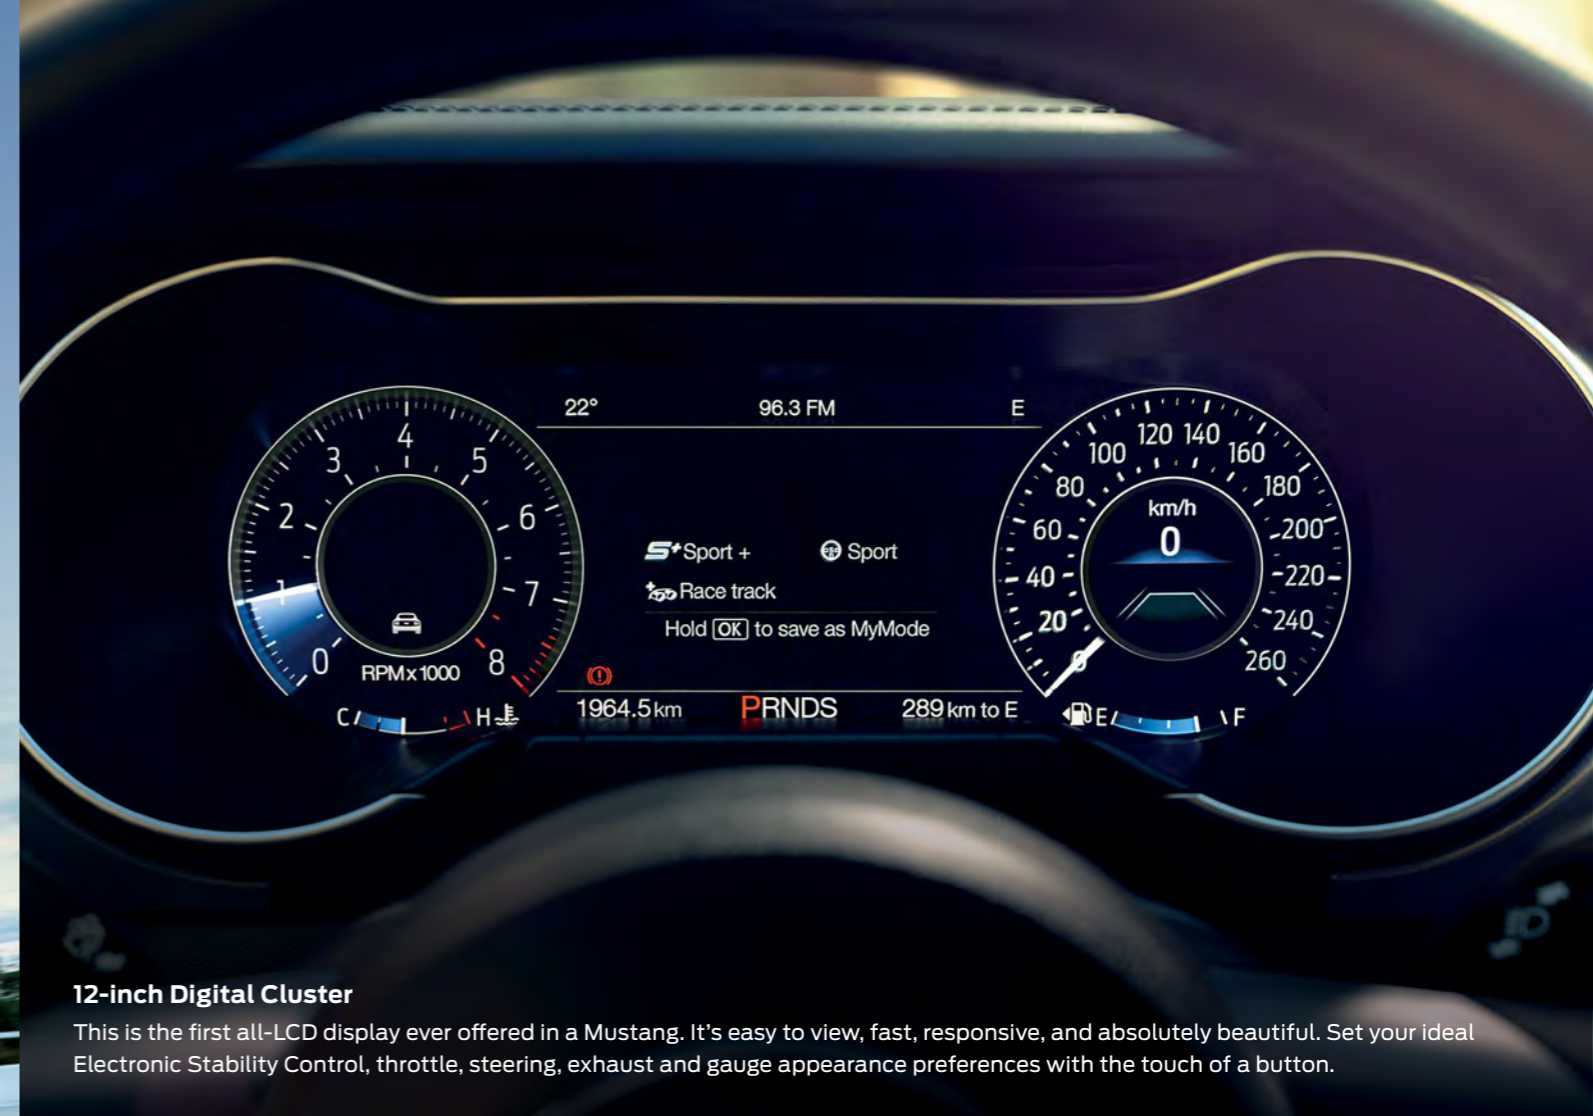 22° 96.3 FM E
4
3 5
2 6
1 7
0 8
RPMx1000
C H
S+ Sport + Sport
Race track
Hold OK to save as MyMode
1964.5 km PRNDS 289 km to E
120 140
100 160
80 180
60 200
40 220
20 240
0 260
km/h
0
E F
12-inch Digital Cluster
This is the first all-LCD display ever offered in a Mustang. It’s easy to view, fast, responsive, and absolutely beautiful. Set your ideal
Electronic Stability Control, throttle, steering, exhaust and gauge appearance preferences with the touch of a button.